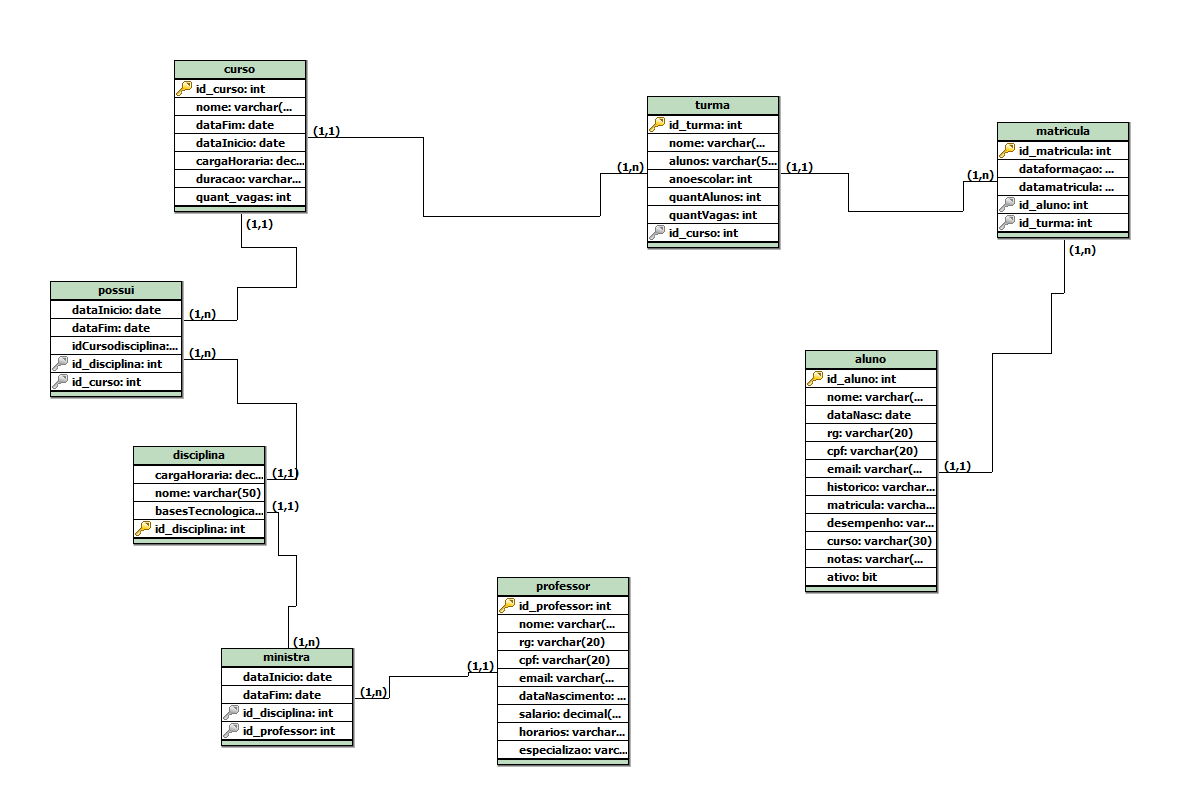 curso
id_curso: int
nome: varchar(...
dataFim: date
dataInicio: date
cargaHoraria: dec...
duracao: varchar...
quant_vagas: int
(1,1)
(1,1)
turma
id_turma: int
nome: varchar(...
alunos: varchar(5...
anoescolar: int
quantAlunos: int
quantVagas: int
id_curso: int
(1,n)
(1,1)
matricula
id_matricula: int
dataformaçao: ...
datamatricula: ...
id_aluno: int
id_turma: int
(1,n)
(1,n)
possui
dataInicio: date
dataFim: date
idCursodisciplina:...
id_disciplina: int
id_curso: int
(1,n)
(1,n)
aluno
id_aluno: int
nome: varchar(...
dataNasc: date
rg: varchar(20)
cpf: varchar(20)
email: varchar(...
historico: varchar...
matricula: varcha...
desempenho: var...
curso: varchar(30)
notas: varchar(...
ativo: bit
(1,1)
disciplina
cargaHoraria: dec...
nome: varchar(50)
basesTecnologica...
id_disciplina: int
(1,1)
(1,1)
professor
id_professor: int
nome: varchar(...
rg: varchar(20)
cpf: varchar(20)
email: varchar(...
dataNascimento: ...
salario: decimal(...
horarios: varchar...
especializao: varc...
(1,1)
(1,n)
ministra
dataInicio: date
dataFim: date
id_disciplina: int
id_professor: int
(1,n)